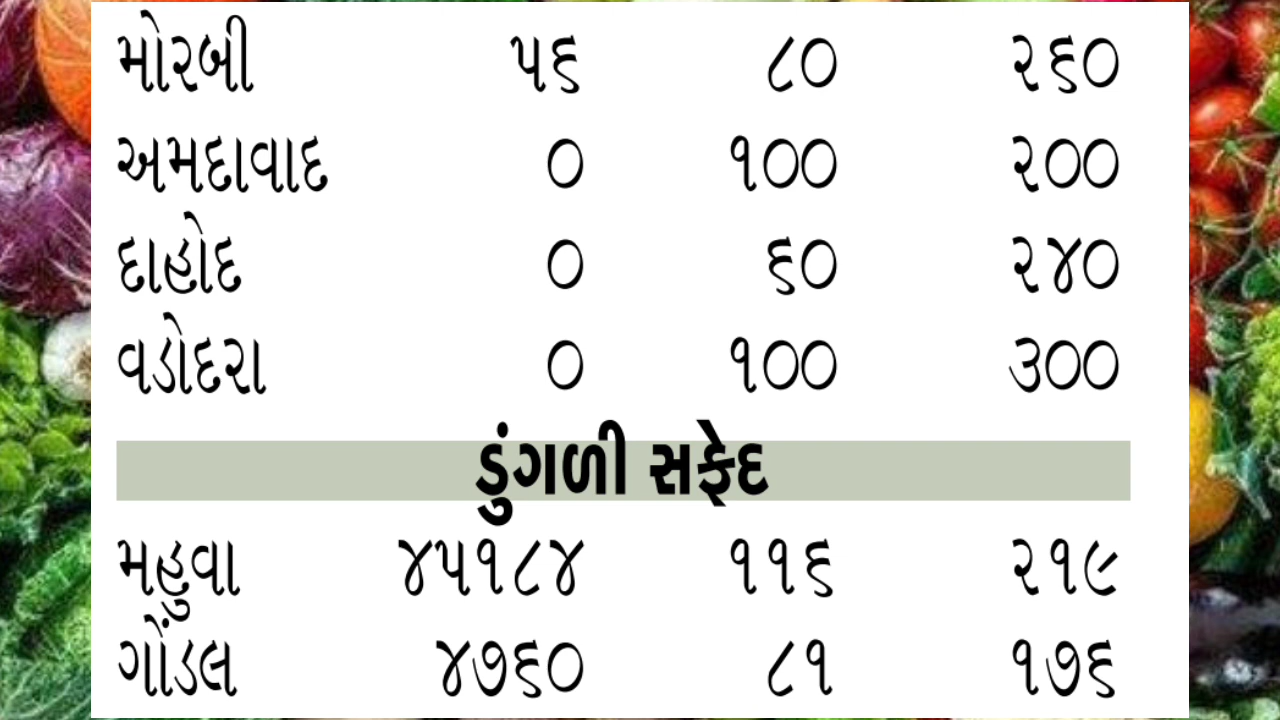 મોરબી ૫૬ ૮૦ ૨૬૦
અમદાવાદ ૦ ૧૦૦ ૨૦૦
દાહોદ ૦ ૬૦ ૨૪૦
વડોદરા ૦ ૧૦૦ ૩૦૦
ડુંગળી સફેદ
મહુવા ૪૫૧૮૪ ૧૧૬ ૨૧૯
ગોંડલ ૪૭૬૦ ૮૧ ૧૭૬